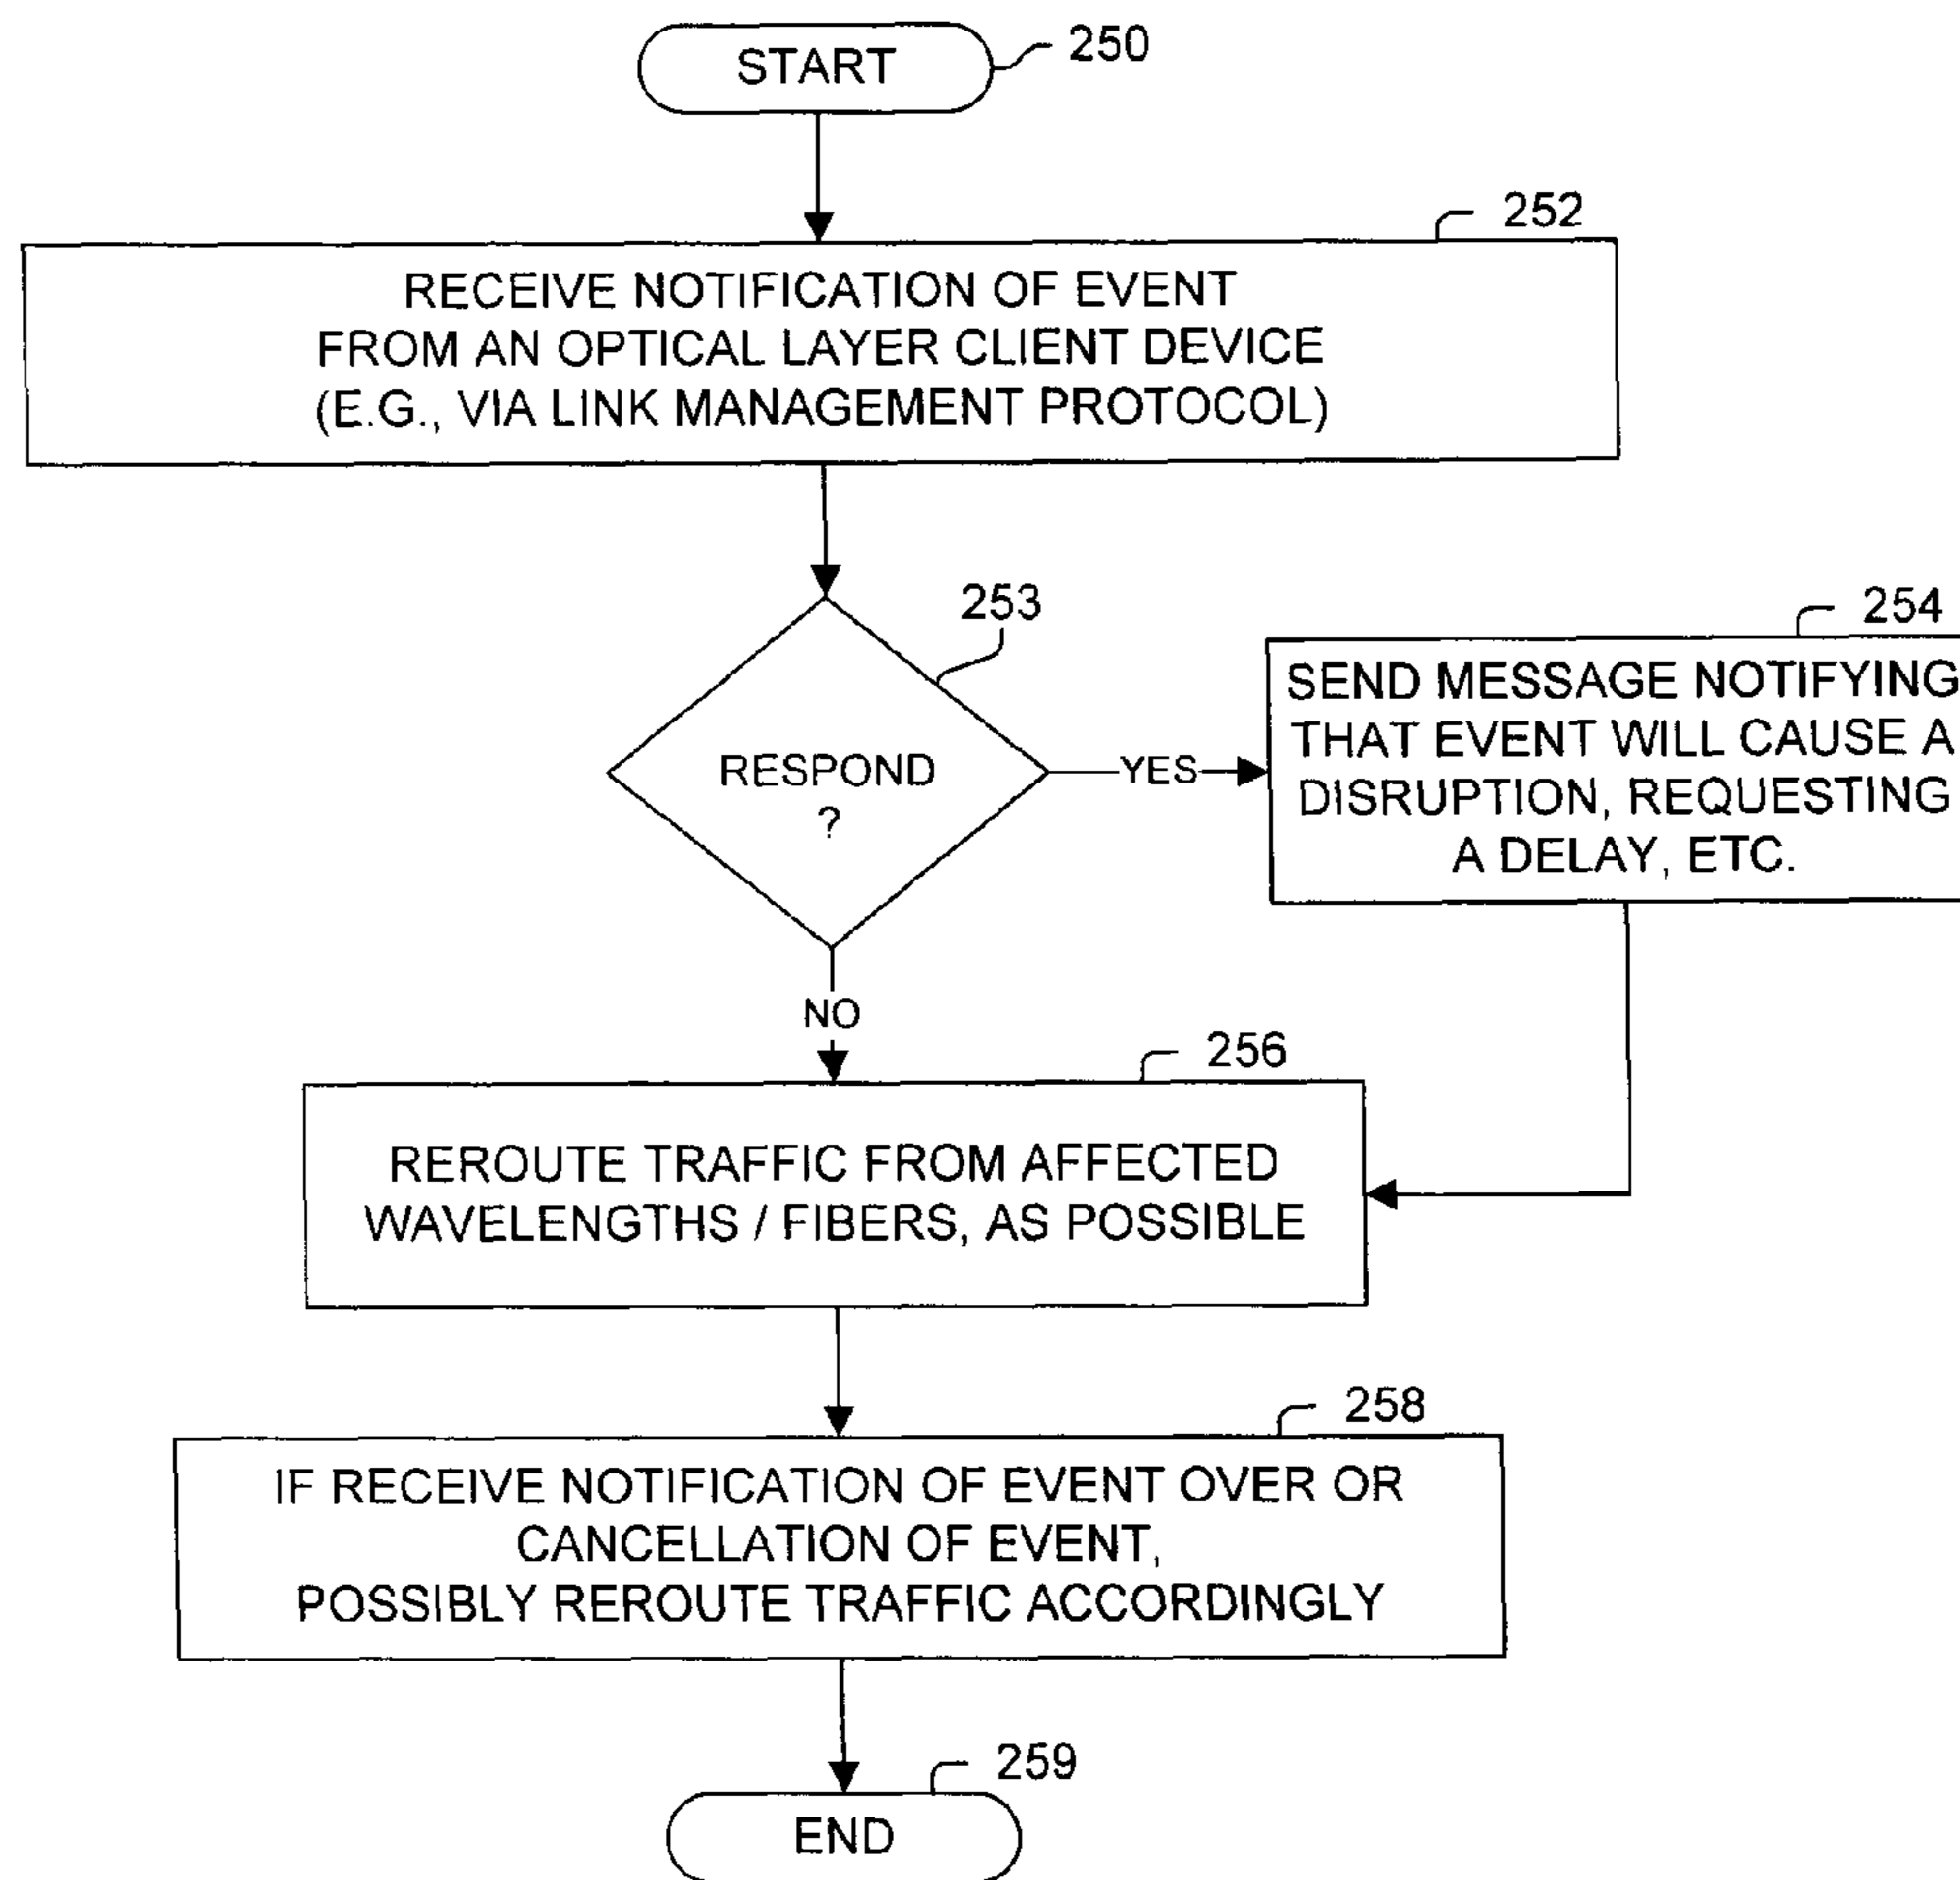 START
250
252
RECEIVE NOTIFICATION OF EVENT
FROM AN OPTICAL LAYER CLIENT DEVICE
(E.G., VIA LINK MANAGEMENT PROTOCOL)
253
RESPOND
?
YES
254
SEND MESSAGE NOTIFYING
THAT EVENT WILL CAUSE A
DISRUPTION, REQUESTING
A DELAY, ETC.
NO
256
REROUTE TRAFFIC FROM AFFECTED
WAVELENGTHS / FIBERS, AS POSSIBLE
258
IF RECEIVE NOTIFICATION OF EVENT OVER OR
CANCELLATION OF EVENT,
POSSIBLY REROUTE TRAFFIC ACCORDINGLY
259
END